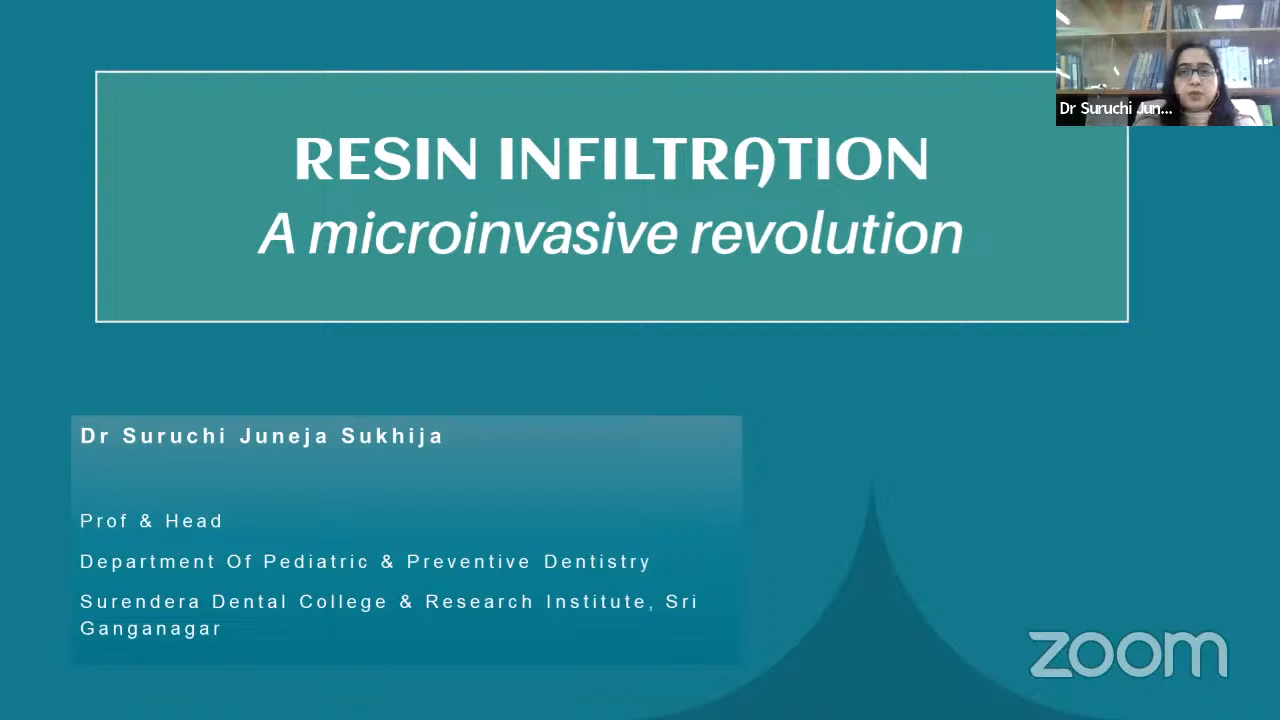 RESIN INFILTRATION
A microinvasive revolution
Dr Suruchi Jun...
Dr Suruchi Juneja Sukhija
Prof & Head
Department Of Pediatric & Preventive Dentistry
Surendera Dental College & Research Institute, Sri
Ganganagar
zoom